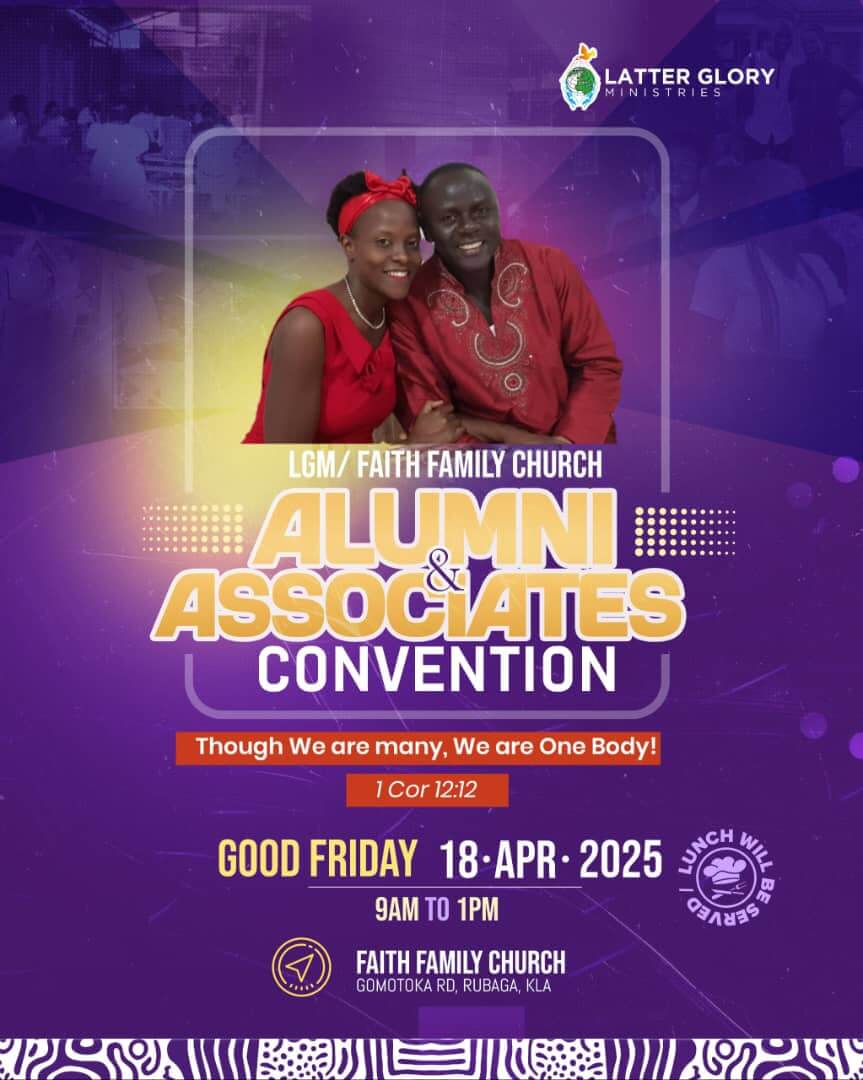 LATTER GLORY
MINISTRIES
LGM/ FAITH FAMILY CHURCH
ALUMNI
&
ASSOCIATES
CONVENTION
Though We are many, We are One Body!
1 Cor 12:12
GOOD FRIDAY 18·APR·2025
9AM TO 1PM
LUNCH WILL BE SERVED
FAITH FAMILY CHURCH
GOMOTOKA RD, RUBAGA, KLA